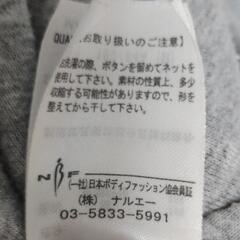 QUA
お取り扱いのご注意】
お洗濯の際、ボタンを留めてネットを
使用して下さい。素材の性質上、多少
収縮する可能性がありますので、形を
整えてから干して下さい。
NBF
(一社)日本ボディファッション協会員証
(株) ナルエー
03-5833-5991